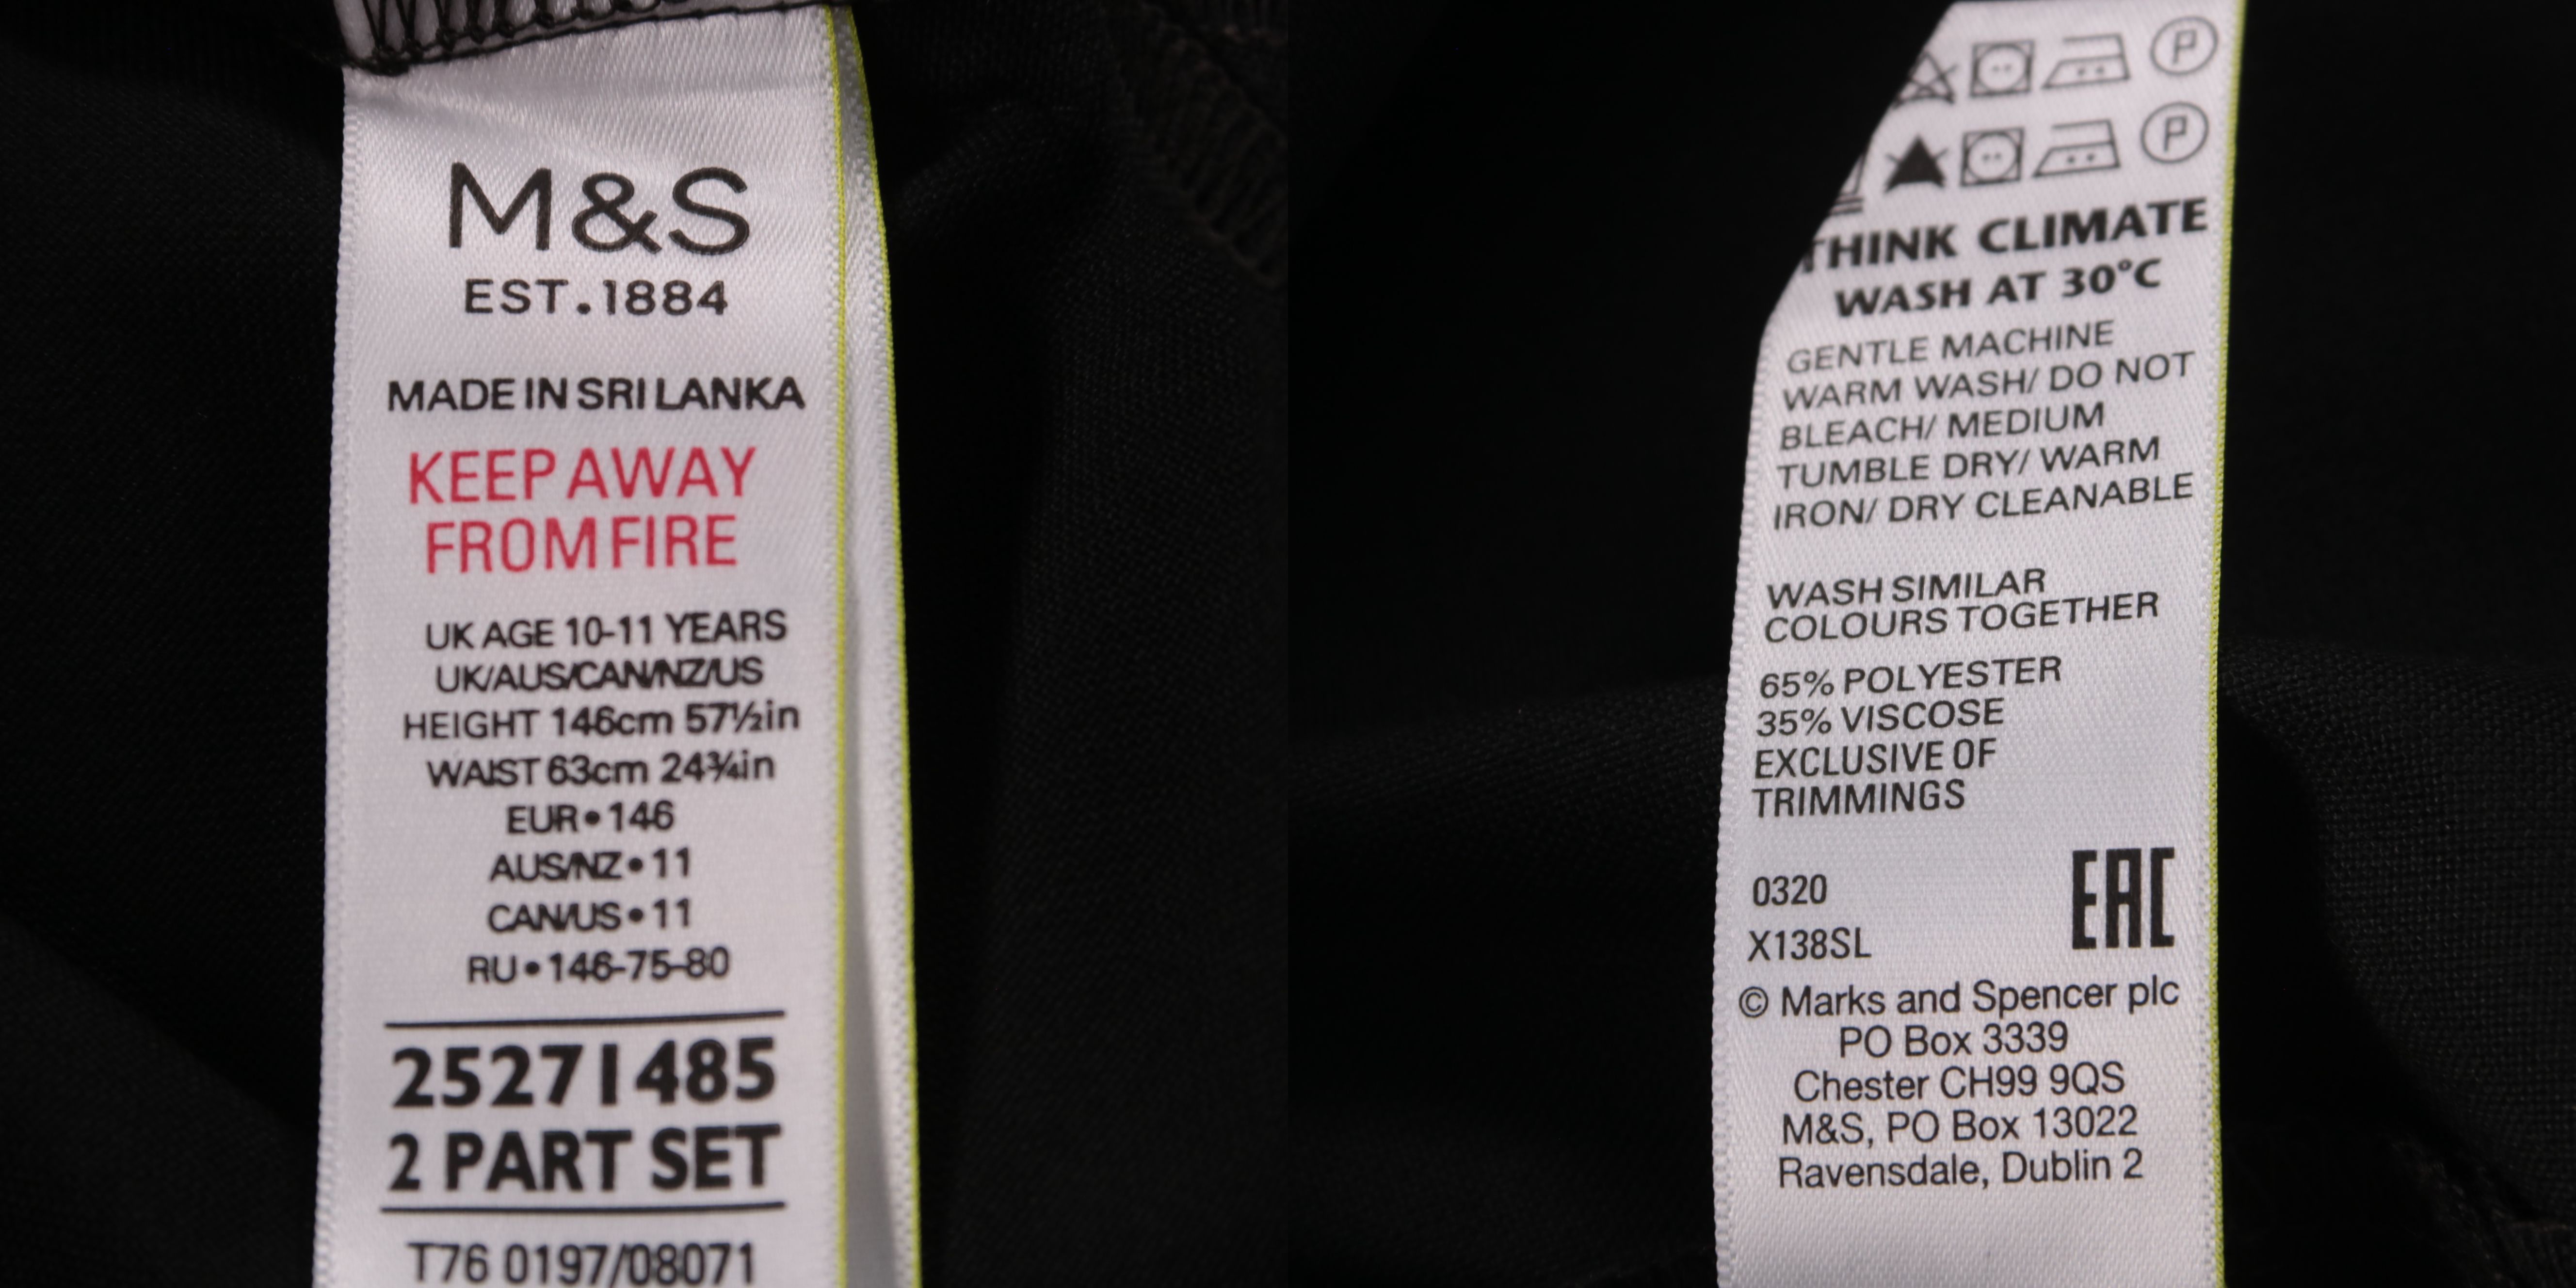 M&S
EST.1884
MADE IN SRI LANKA
KEEP AWAY
FROM FIRE
UK AGE 10-11 YEARS
UK/AUS/CAN/NZ/US
HEIGHT 146cm 57½in
WAIST 63cm 24¾in
EUR•146
AUS/NZ•11
CAN/US•11
RU•146-75-80
25271485
2 PART SET
T76 0197/08071
P
P
THINK CLIMATE
WASH AT 30°C
GENTLE MACHINE
WARM WASH/ DO NOT
BLEACH/ MEDIUM
TUMBLE DRY/ WARM
IRON/ DRY CLEANABLE
WASH SIMILAR
COLOURS TOGETHER
65% POLYESTER
35% VISCOSE
EXCLUSIVE OF
TRIMMINGS
0320
EAC
X138SL
© Marks and Spencer plc
PO Box 3339
Chester CH99 9QS
M&S, PO Box 13022
Ravensdale, Dublin 2